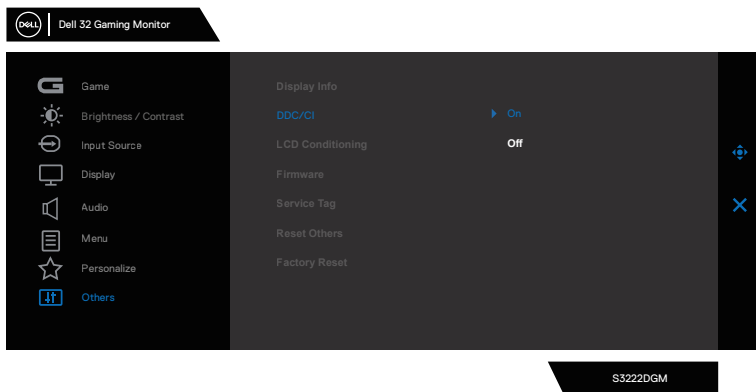 DELL
Dell 32 Gaming Monitor
Game
Brightness / Contrast
Input Source
Display
Audio
Menu
Personalize
Others
Display Info
DDC/CI
On
Off
LCD Conditioning
Firmware
Service Tag
Reset Others
Factory Reset
S3222DGM